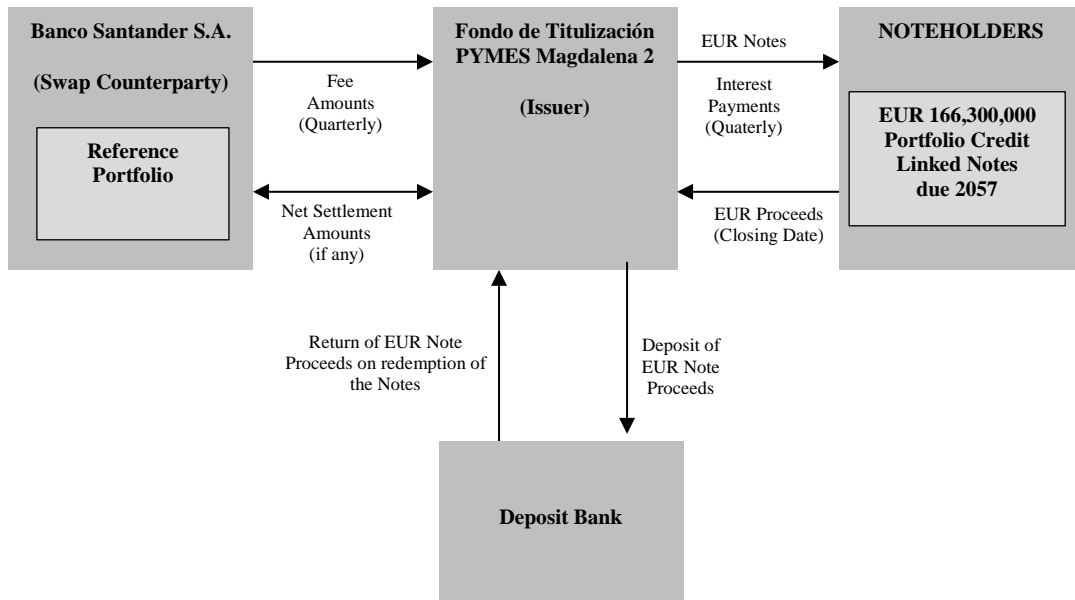 Banco Santander S.A.
(Swap Counterparty)
Reference
Portfolio
Fee
Amounts
(Quarterly)
Net Settlement
Amounts
(if any)
Fondo de Titulización
PYMES Magdalena 2
(Issuer)
EUR Notes
Interest
Payments
(Quaterly)
EUR Proceeds
(Closing Date)
NOTEHOLDERS
EUR 166,300,000
Portfolio Credit
Linked Notes
due 2057
Return of EUR Note
Proceeds on redemption of
the Notes
Deposit of
EUR Note
Proceeds
Deposit Bank